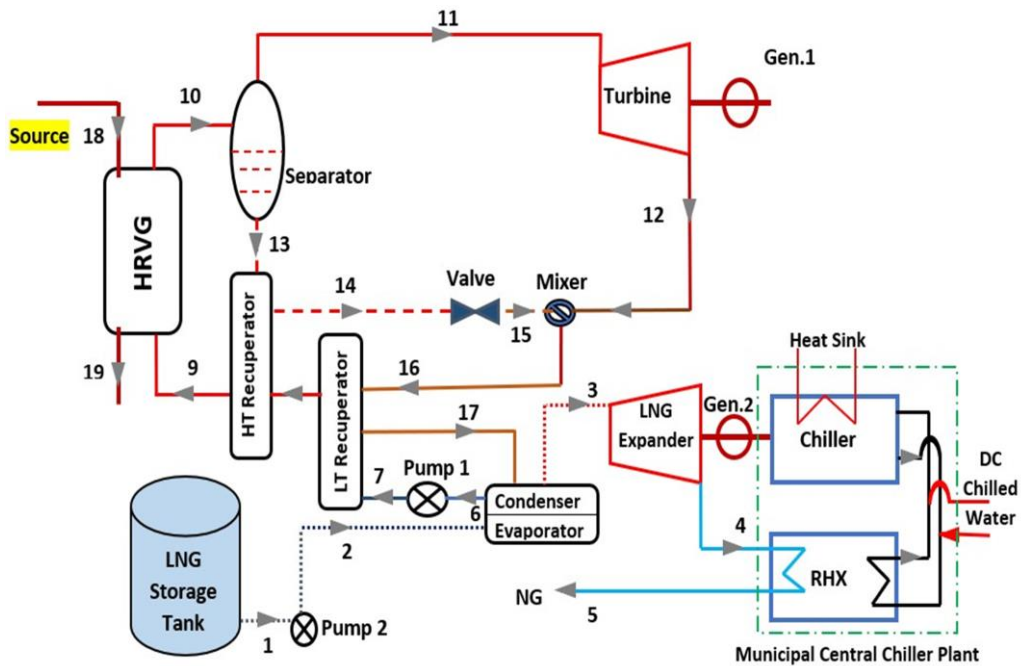 11
Gen.1
10
Turbine
Source
18
Separator
12
HRVG
13
Valve
Mixer
14
15
HT Recuperator
Heat Sink
19
9
LT Recuperator
16
3
LNG
Expander
Gen.2
Chiller
17
DC
Chilled
Water
7
Pump 1
6
Condenser
Evaporator
LNG
Storage
Tank
2
4
RHX
NG
5
1
Pump 2
Municipal Central Chiller Plant